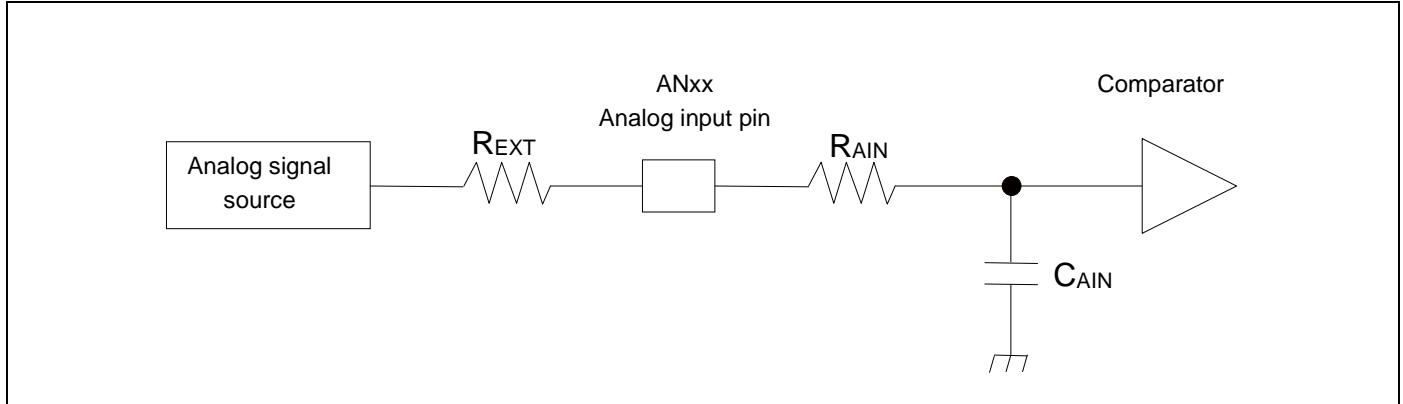 ANxx
Analog input pin
Comparator
Analog signal
source
REXT
RAIN
CAIN